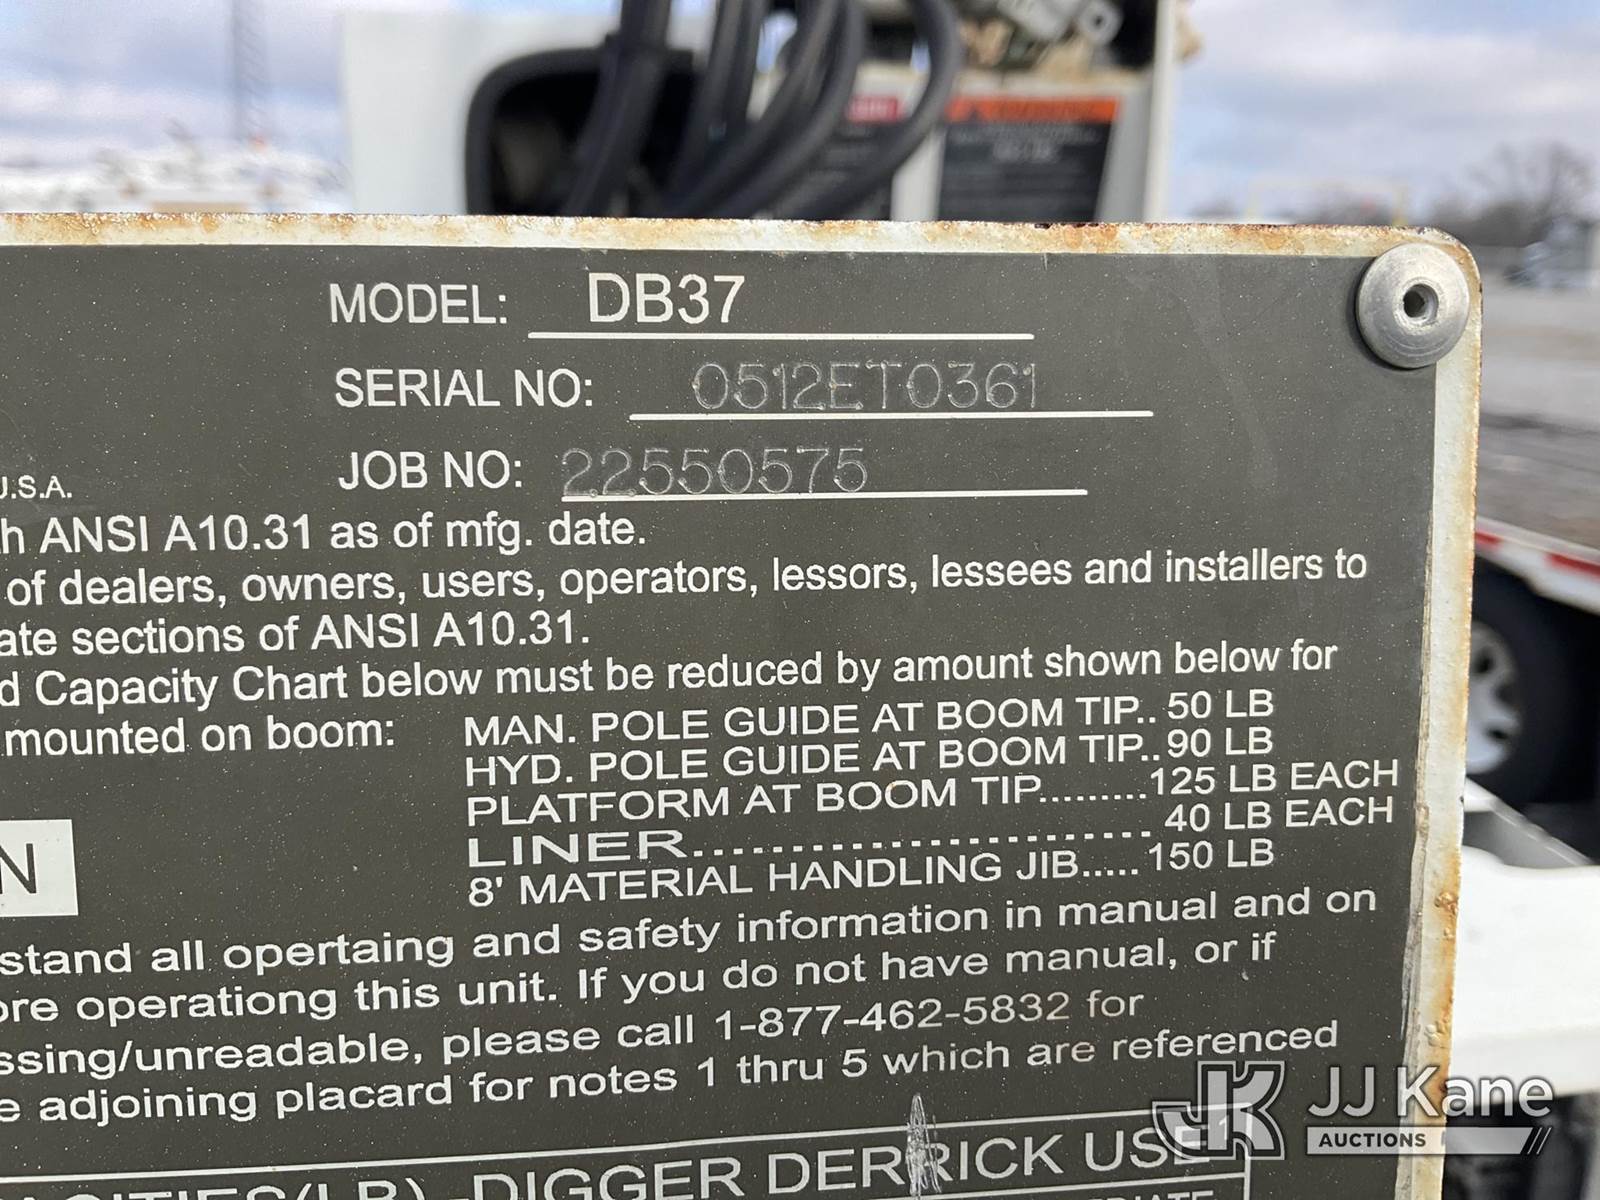 MODEL: DB37
SERIAL NO: 0512ET0361
JOB NO: 22550575
U.S.A.
h ANSI A10.31 as of mfg. date.
of dealers, owners, users, operators, lessors, lessees and installers to
ate sections of ANSI A10.31.
d Capacity Chart below must be reduced by amount shown below for
mounted on boom:
MAN. POLE GUIDE AT BOOM TIP.. 50 LB
HYD. POLE GUIDE AT BOOM TIP..90 LB
PLATFORM AT BOOM TIP.........125 LB EACH
LINER........................ 40 LB EACH
8' MATERIAL HANDLING JIB..... 150 LB
N
stand all opertaing and safety information in manual and on
ore operationg this unit. If you do not have manual, or if
ssing/unreadable, please call 1-877-462-5832 for
e adjoining placard for notes 1 thru 5 which are referenced
ACITIES(LB) -DIGGER DERRICK USE
JK JJ Kane
AUCTIONS